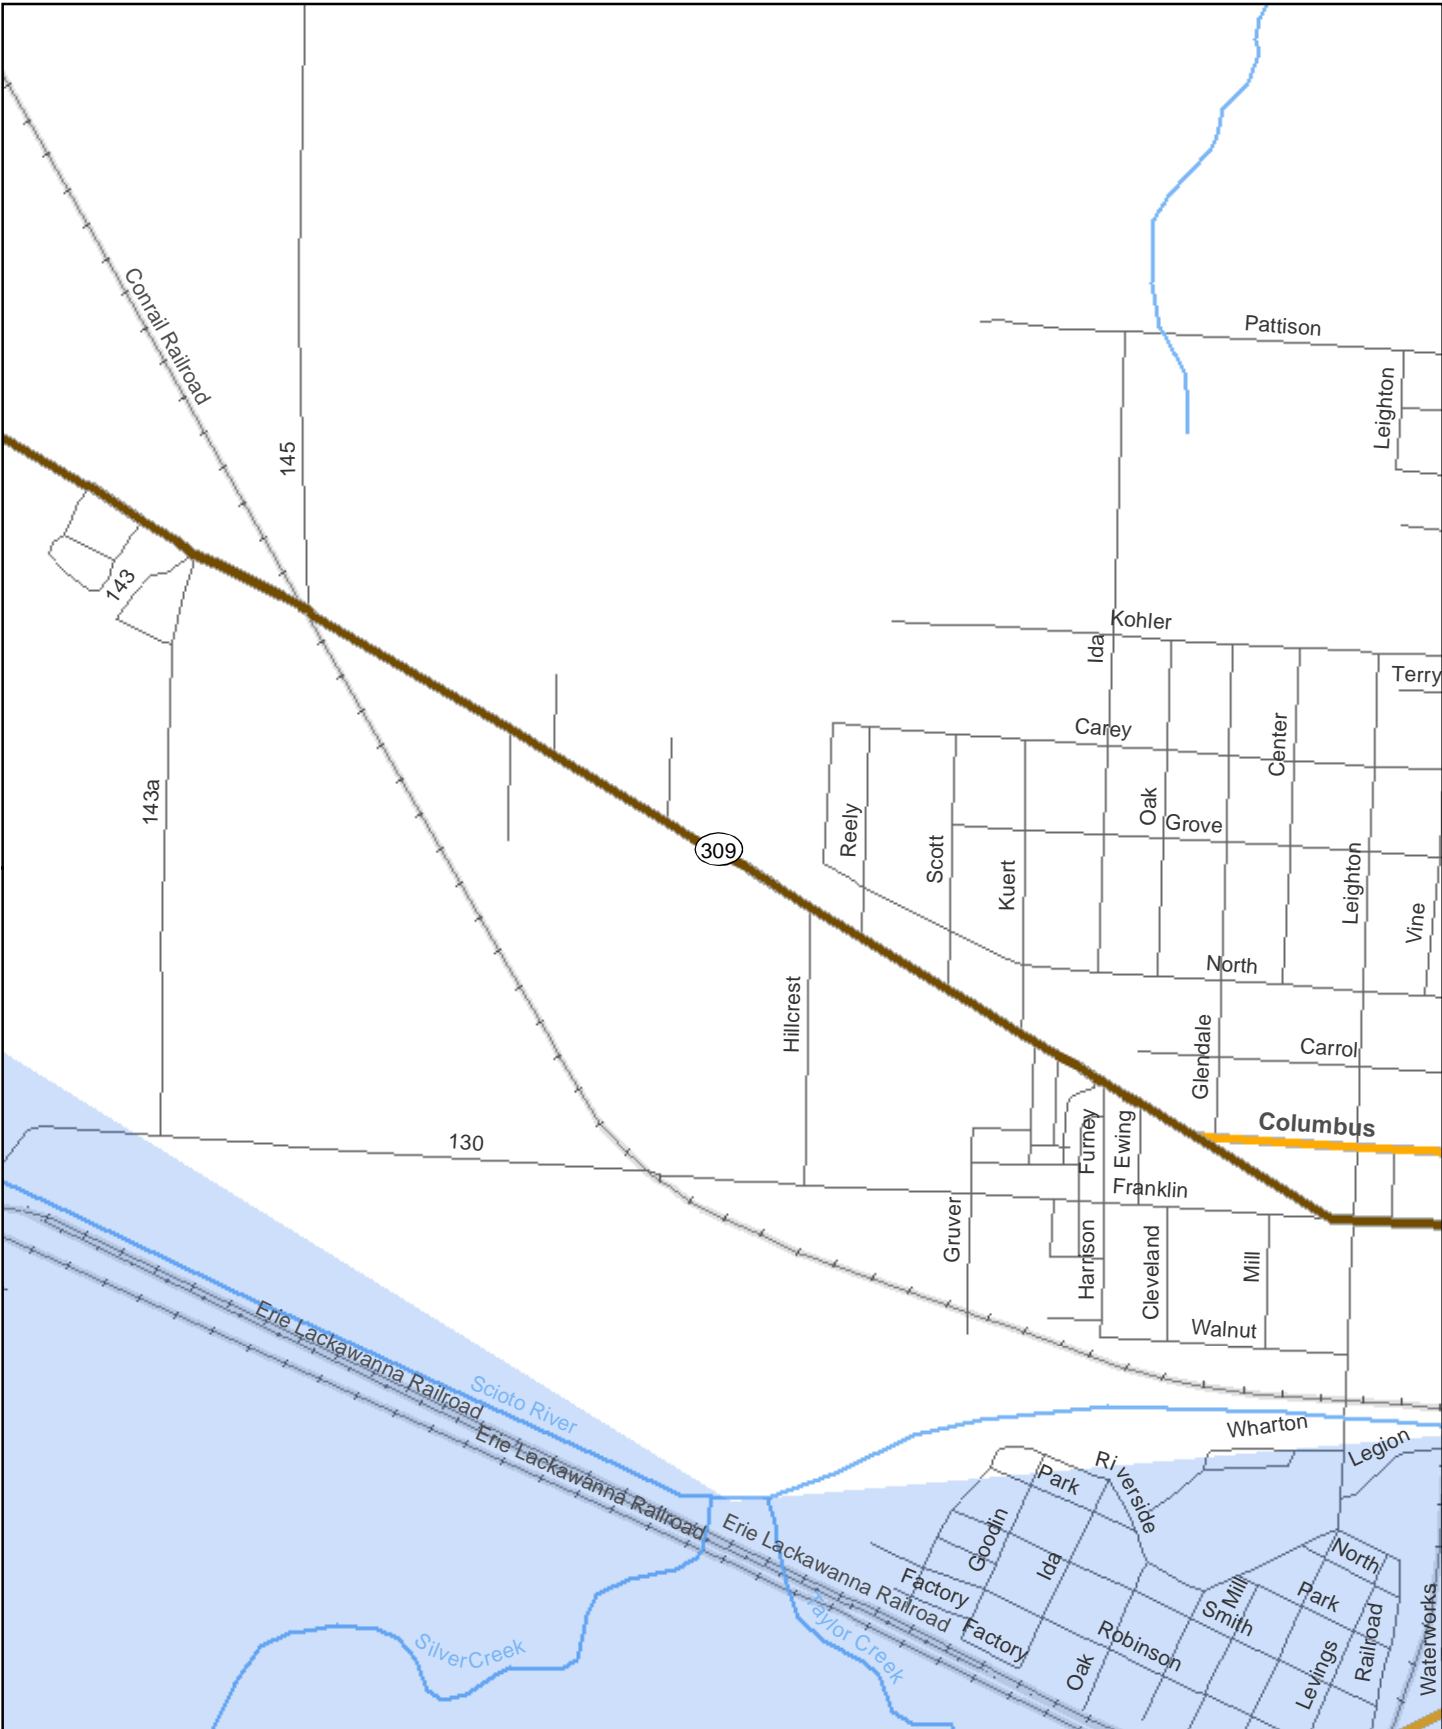 Pattison
Conrail Railroad
Leighton
145
143
Kohler
Ida
Terry
Carey
Center
143a
Oak
Grove
Reely
Scott
309
Kuert
Leighton
Vine
North
Hillcrest
Glendale
Carrol
Columbus
130
Furney
Ewing
Franklin
Gruver
Harrison
Cleveland
Mill
Walnut
Erie Lackawanna Railroad
Scioto River
Wharton
Legion
Erie Lackawanna Railroad
Park
Riverside
Erie Lackawanna Railroad
Goodin
Ida
North
Factory
Taylor Creek
Mill
Park
Smith
Waterworks
SilverCreek
Factory
Robinson
Railroad
Oak
Levings